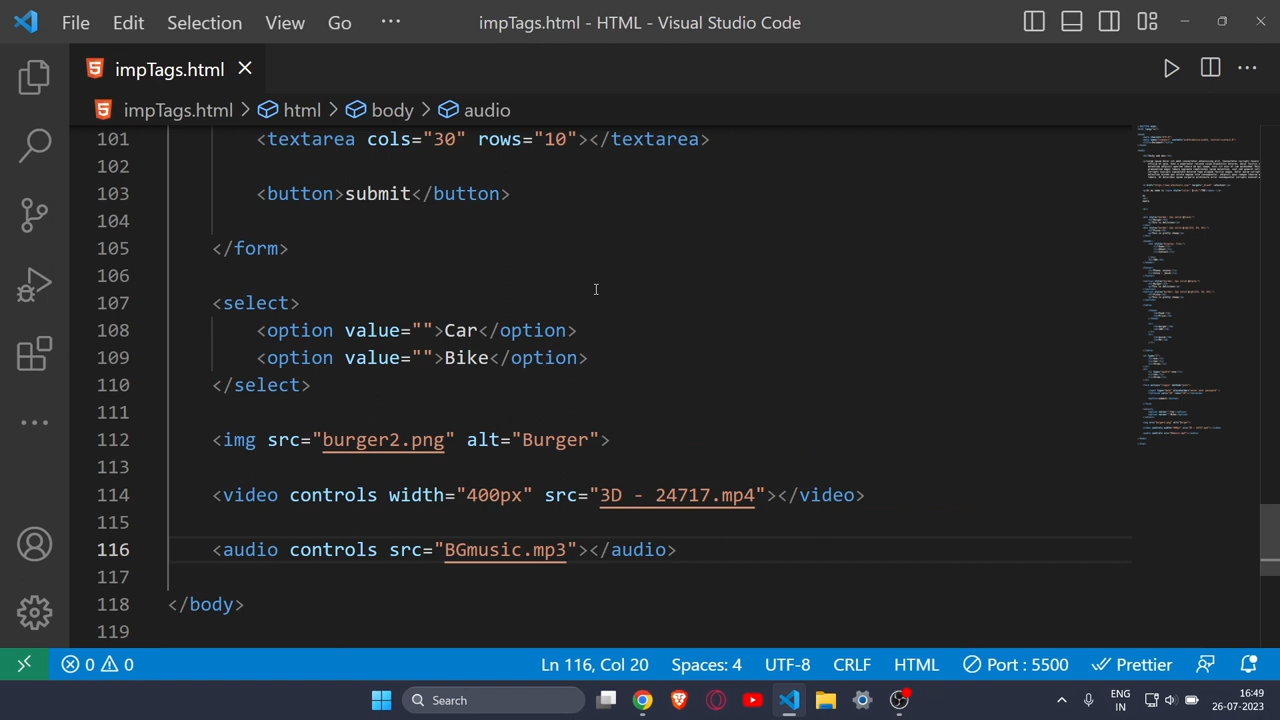 File Edit Selection View Go ··· impTags.html - HTML - Visual Studio Code
impTags.html
impTags.html > html > body > audio
101 <textarea cols="30" rows="10"></textarea>
102
103 <button>submit</button>
104
105 </form>
106
107 <select>
108 <option value="">Car</option>
109 <option value="">Bike</option>
110 </select>
111
112 <img src="burger2.png" alt="Burger">
113
114 <video controls width="400px" src="3D - 24717.mp4"></video>
115
116 <audio controls src="BGmusic.mp3"></audio>
117
118 </body>
119
0 0 Ln 116, Col 20 Spaces: 4 UTF-8 CRLF HTML Port : 5500 Prettier
Search ENG IN 16:49 26-07-2023